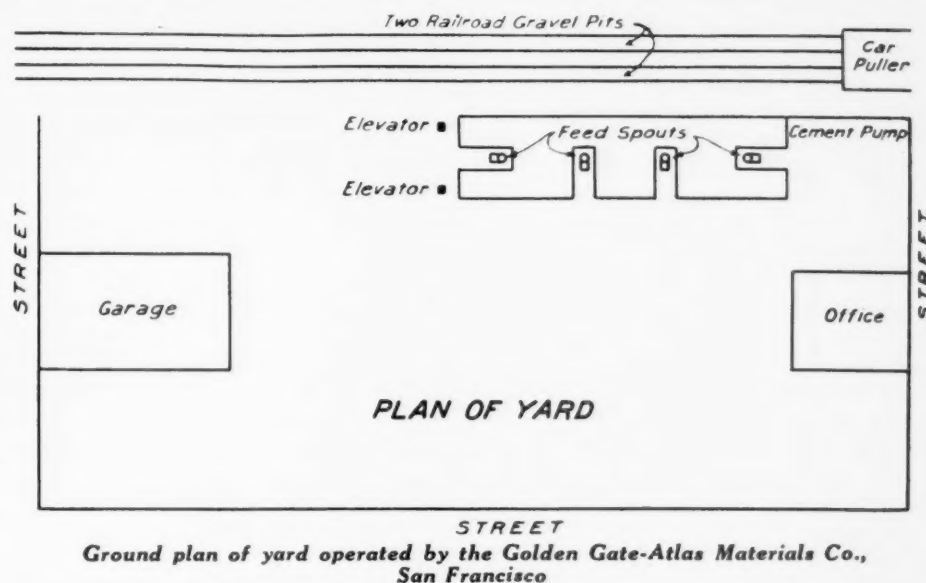 Two Railroad Gravel Pits
Car
Puller
Elevator
Feed Spouts
Cement Pump
Elevator
STREET
STREET
Garage
Office
PLAN OF YARD
STREET
Ground plan of yard operated by the Golden Gate-Atlas Materials Co.,
San Francisco